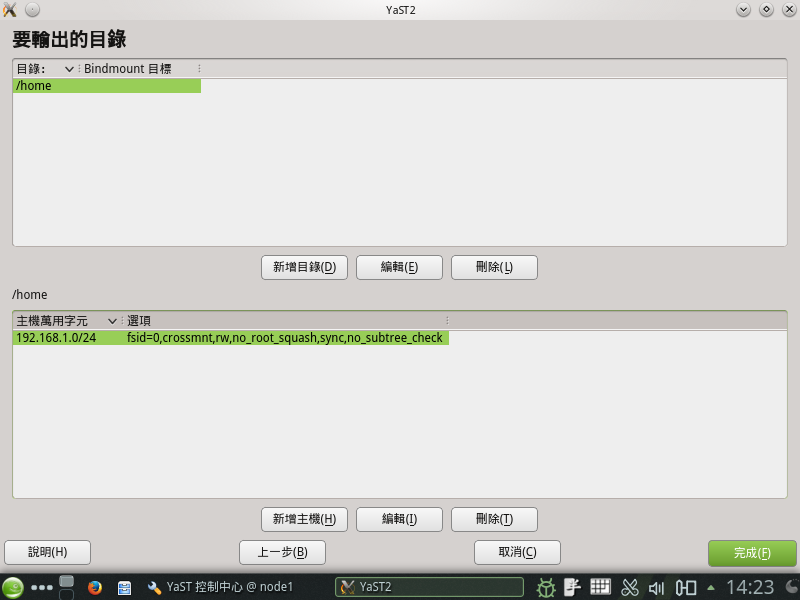 YaST2
要輸出的目錄
目錄: Bindmount 目標
/home
新增目錄(D) 編輯(E) 刪除(L)
/home
主機萬用字元 選項
192.168.1.0/24 fsid=0,crossmnt,rw,no_root_squash,sync,no_subtree_check
新增主機(H) 編輯(I) 刪除(T)
說明(H) 上一步(B) 取消(C) 完成(F)
YaST 控制中心 @ node1 YaST2 14:23